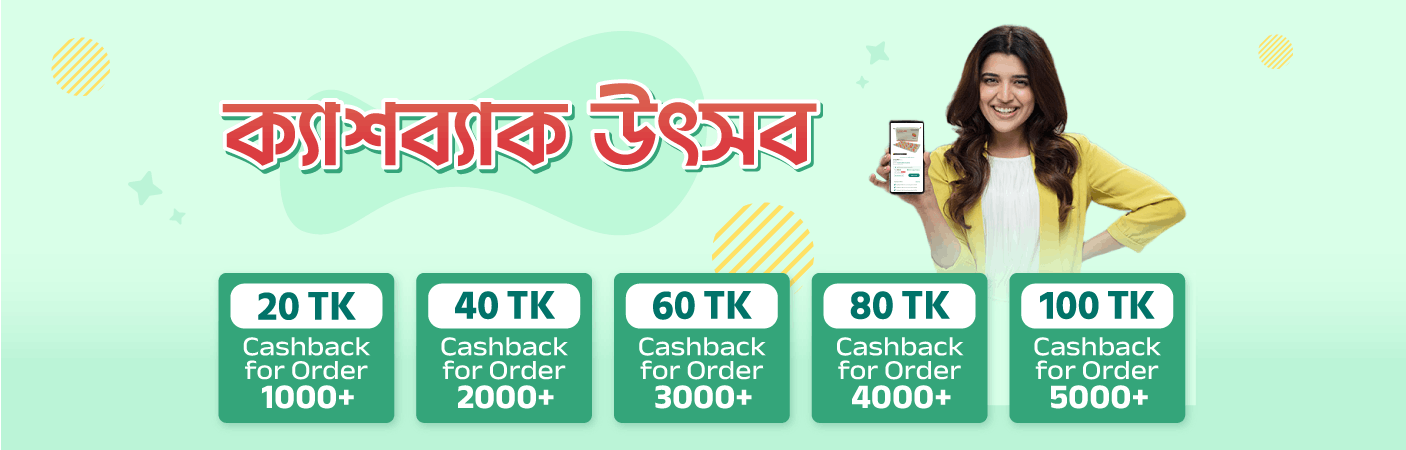 ক্যাশব্যাক উৎসব
20 TK
Cashback
for Order
1000+
40 TK
Cashback
for Order
2000+
60 TK
Cashback
for Order
3000+
80 TK
Cashback
for Order
4000+
100 TK
Cashback
for Order
5000+